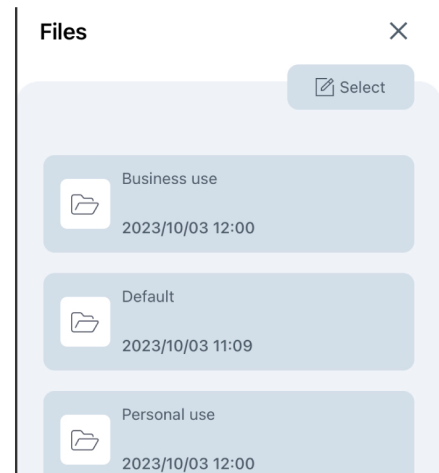 Files
Select
Business use
2023/10/03 12:00
Default
2023/10/03 11:09
Personal use
2023/10/03 12:00